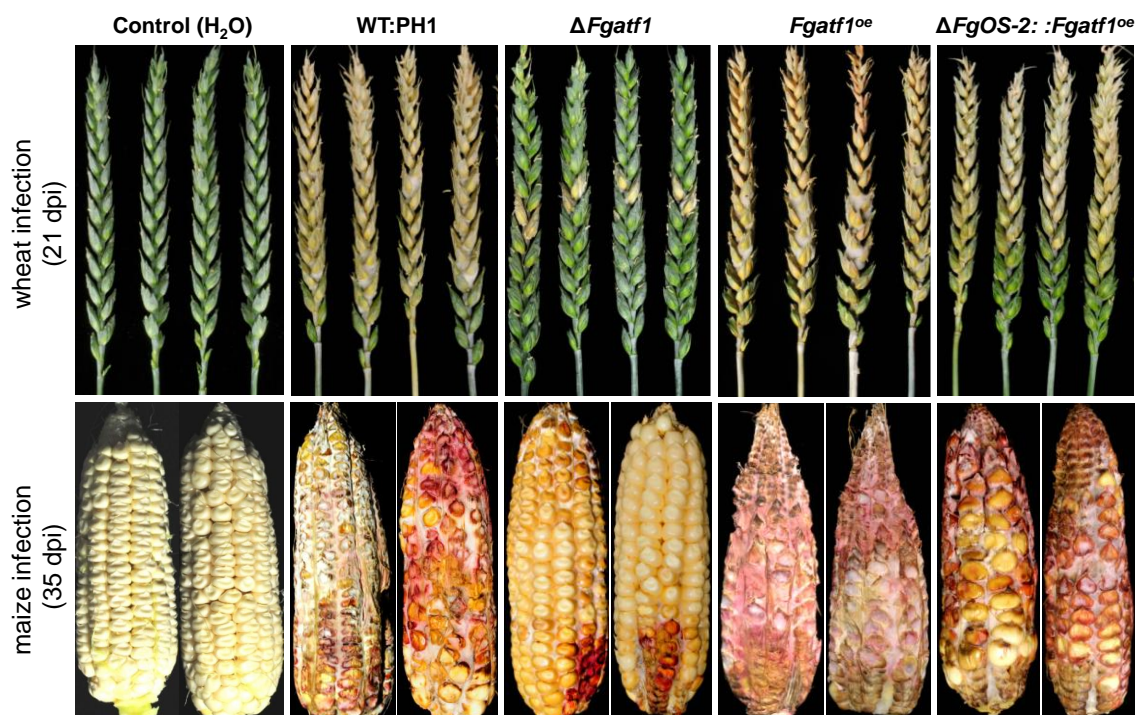 Control (H₂O) WT:PH1 ΔFgatf1 Fgatf1ᵒᵉ ΔFgOS-2: :Fgatf1ᵒᵉ
wheat infection
(21 dpi)
maize infection
(35 dpi)